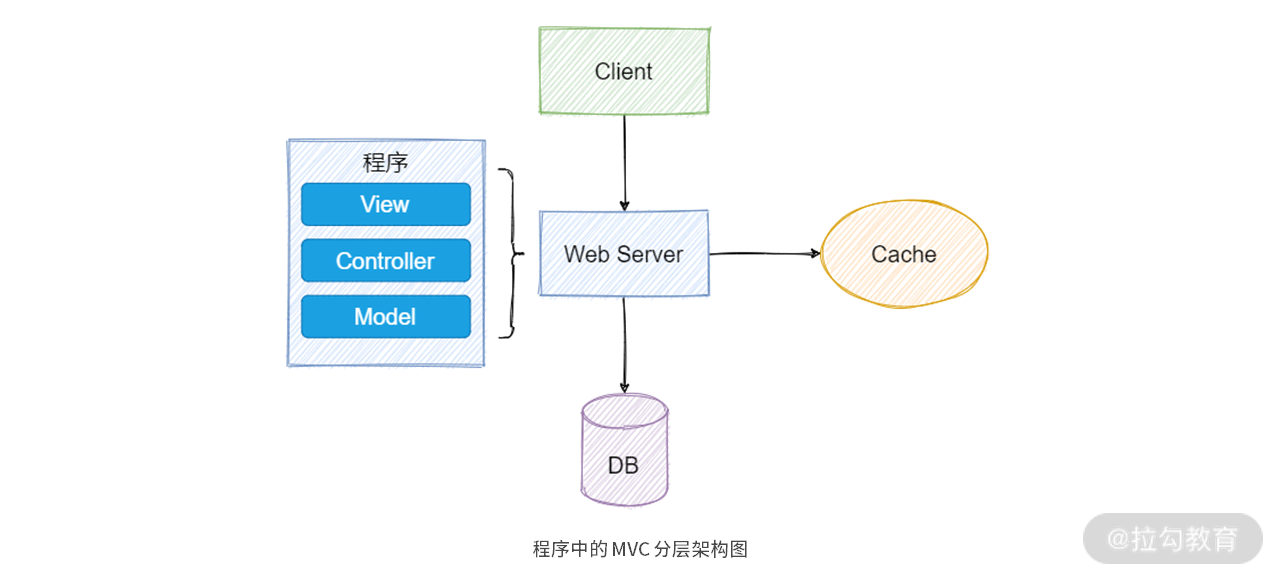 Client
程序
View
Controller
Model
Web Server
Cache
DB
程序中的 MVC 分层架构图
@拉勾教育